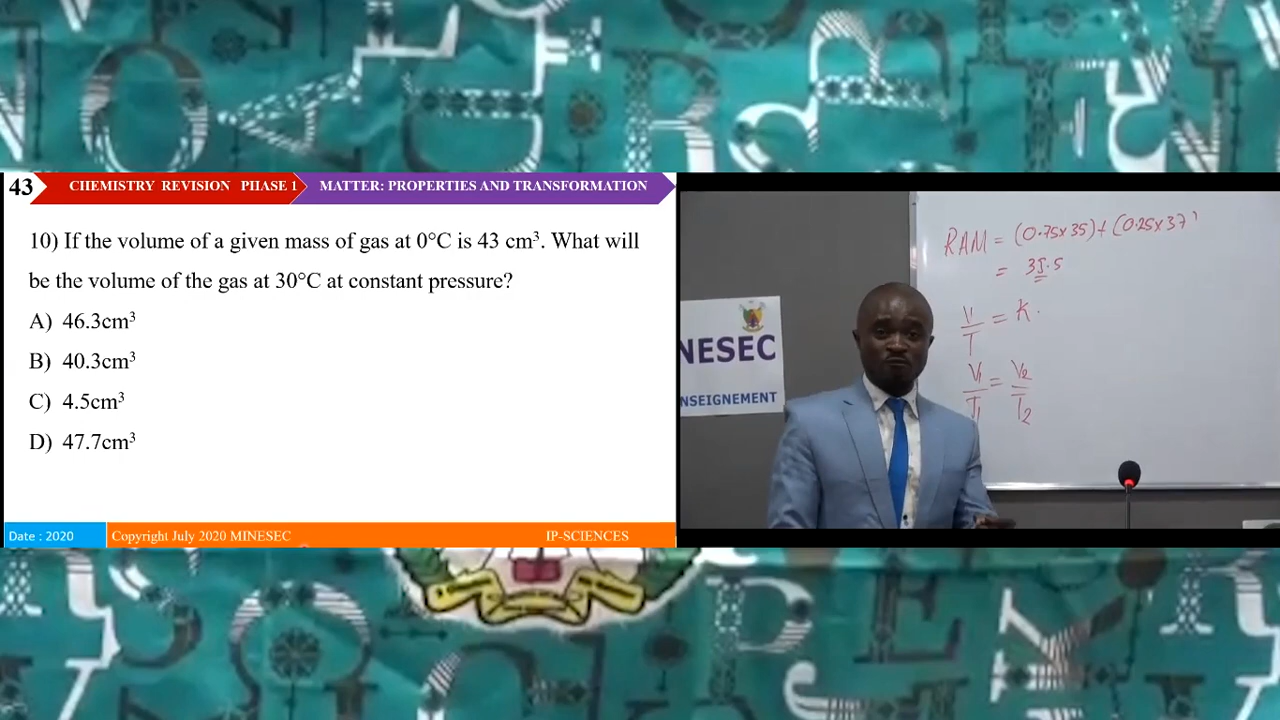 43
CHEMISTRY REVISION PHASE 1
MATTER: PROPERTIES AND TRANSFORMATION
10) If the volume of a given mass of gas at 0°C is 43 cm³. What will
be the volume of the gas at 30°C at constant pressure?
A) 46.3cm³
B) 40.3cm³
C) 4.5cm³
D) 47.7cm³
Date : 2020
Copyright July 2020 MINESEC
IP-SCIENCES
NESEC
NSEIGNEMENT
RAM = (0.75x35)+(0.25x37)
= 35.5
V/T = K.
V₁/T₁ = V₂/T₂